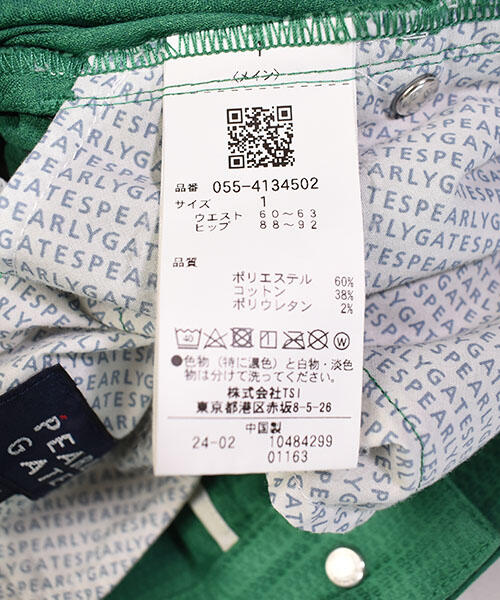 〈メイン〉
品番 055-4134502
サイズ 1
ウエスト 60～63
ヒップ 88～92
品質
ポリエステル 60%
コットン 38%
ポリウレタン 2%
40
W
●色物（特に濃色）と白物・淡色
物は分けて洗ってください。
株式会社TSI
東京都港区赤坂8-5-26
中国製
24-02 10484299
01163
PEARLY
GATES
PEARLYGATESPEARLYGATES